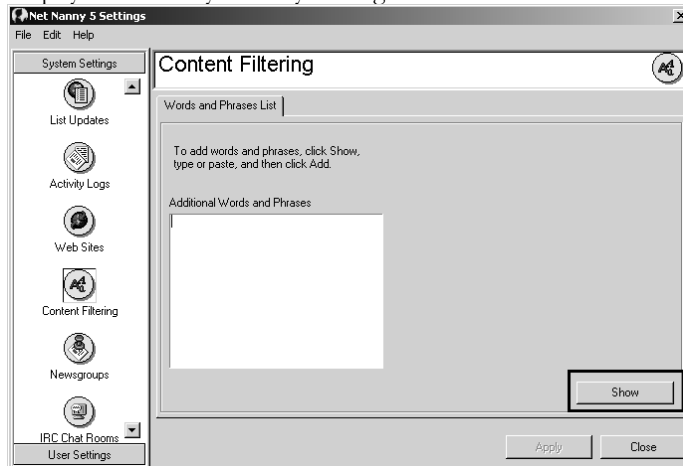 Net Nanny 5 Settings
File Edit Help
System Settings
List Updates
Activity Logs
Web Sites
Content Filtering
Newsgroups
IRC Chat Rooms
User Settings
Content Filtering
Words and Phrases List
To add words and phrases, click Show,
type or paste, and then click Add.
Additional Words and Phrases
Show
Apply Close